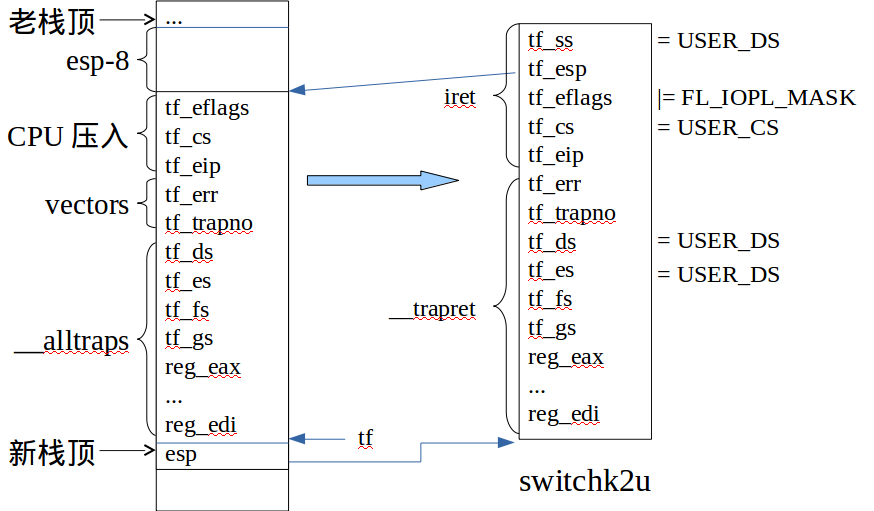 老栈顶
...
esp-8
CPU 压入
tf_eflags
tf_cs
tf_eip
vectors
tf_err
tf_trapno
__alltraps
tf_ds
tf_es
tf_fs
tf_gs
reg_eax
...
reg_edi
新栈顶
esp
tf
iret
tf_ss = USER_DS
tf_esp
tf_eflags |= FL_IOPL_MASK
tf_cs = USER_CS
tf_eip
__trapret
tf_err
tf_trapno
tf_ds = USER_DS
tf_es = USER_DS
tf_fs
tf_gs
reg_eax
...
reg_edi
switchk2u